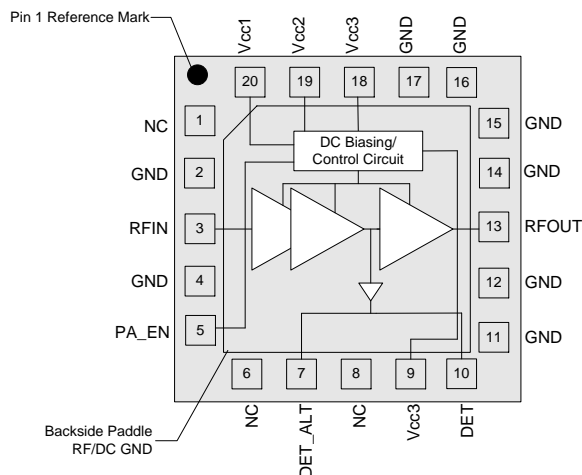 Pin 1 Reference Mark
Vcc1
Vcc2
Vcc3
GND
GND
20
19
18
17
16
NC
1
15
GND
DC Biasing/
Control Circuit
GND
2
14
GND
RFIN
3
13
RFOUT
GND
4
12
GND
PA_EN
5
11
GND
6
7
8
9
10
NC
DET_ALT
NC
Vcc3
DET
Backside Paddle
RF/DC GND